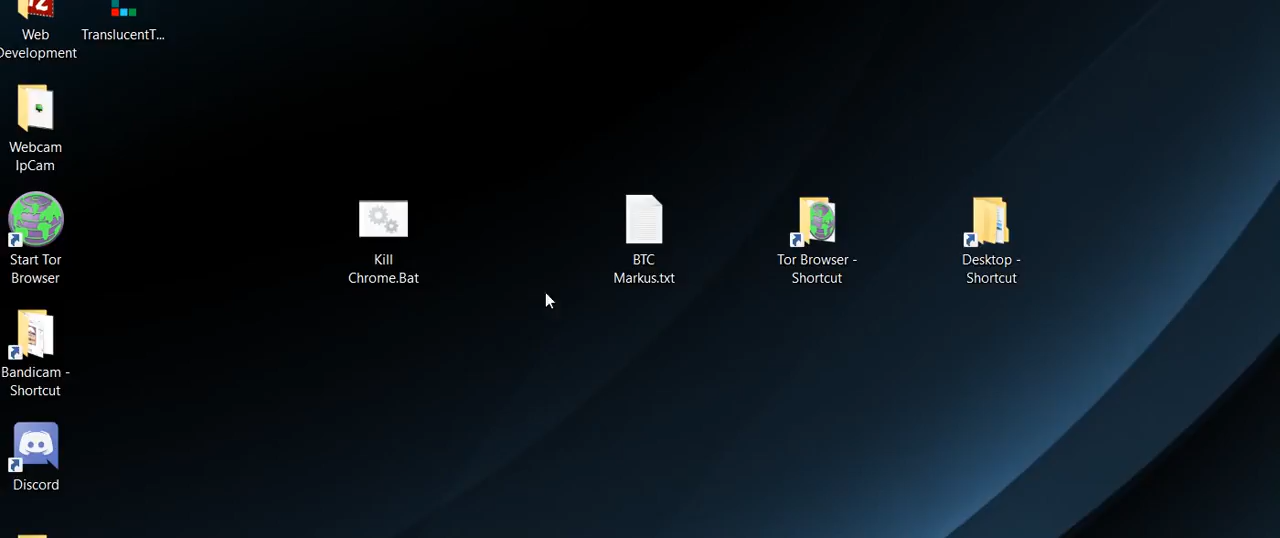 Web
Development
TranslucentT...
Webcam
IpCam
Start Tor
Browser
Bandicam -
Shortcut
Discord
Kill
Chrome.Bat
BTC
Markus.txt
Tor Browser -
Shortcut
Desktop -
Shortcut